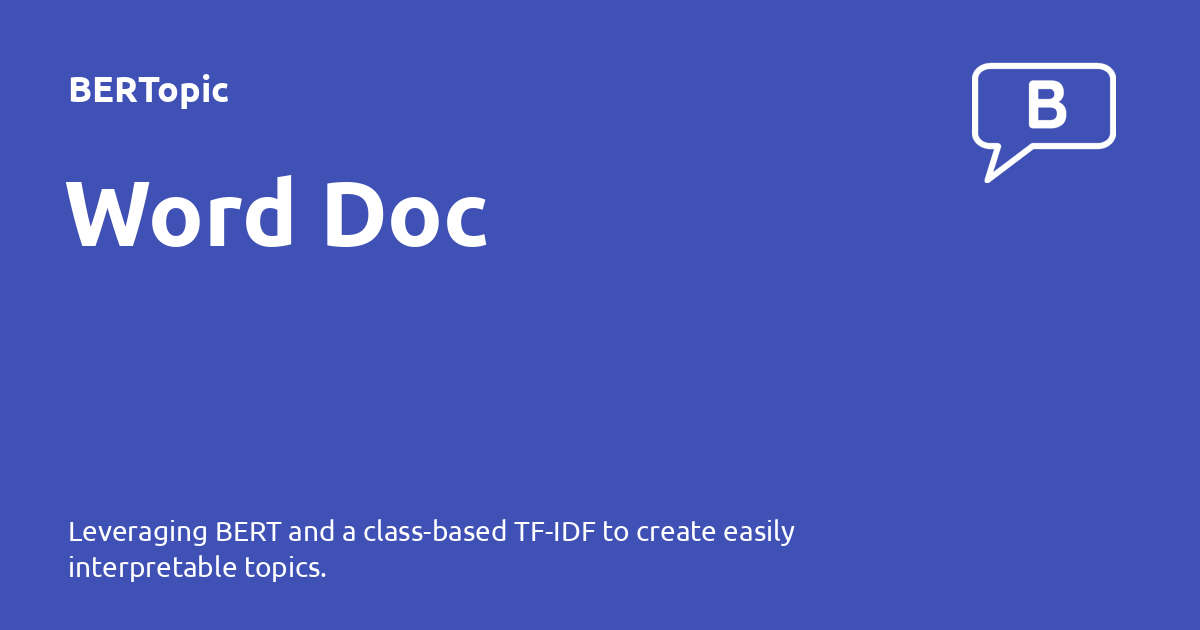 BERTopic
B
Word Doc
Leveraging BERT and a class-based TF-IDF to create easily
interpretable topics.